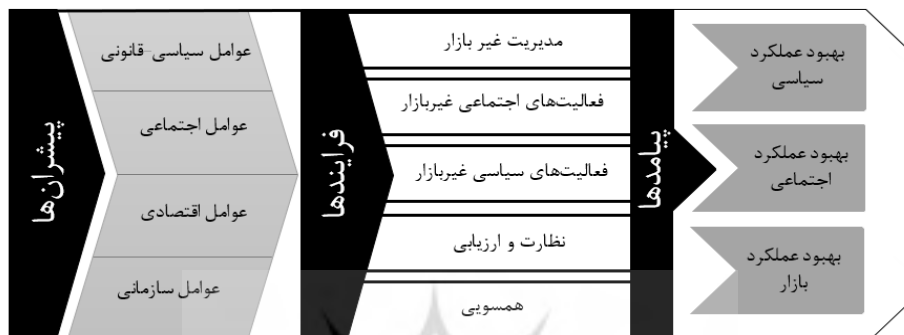 پیشران‌ها
عوامل سیاسی-قانونی
عوامل اجتماعی
عوامل اقتصادی
عوامل سازمانی
فرایندها
مدیریت غیر بازار
فعالیت‌های اجتماعی غیربازار
فعالیت‌های سیاسی غیربازار
نظارت و ارزیابی
همسویی
پیامدها
بهبود عملکرد
سیاسی
بهبود عملکرد
اجتماعی
بهبود عملکرد
بازار